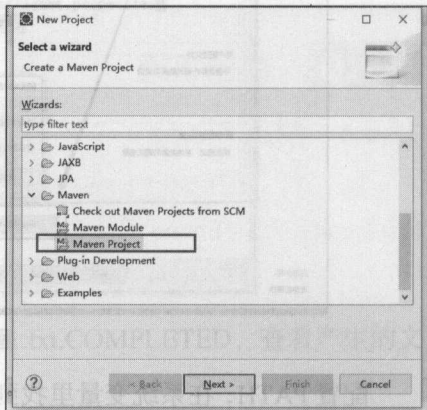 New Project
Select a wizard
Create a Maven Project
Wizards:
type filter text
JavaScript
JAXB
JPA
Maven
Check out Maven Projects from SCM
Maven Module
Maven Project
Plug-in Development
Web
Examples
COMPLETED
? < Back Next > Finish Cancel